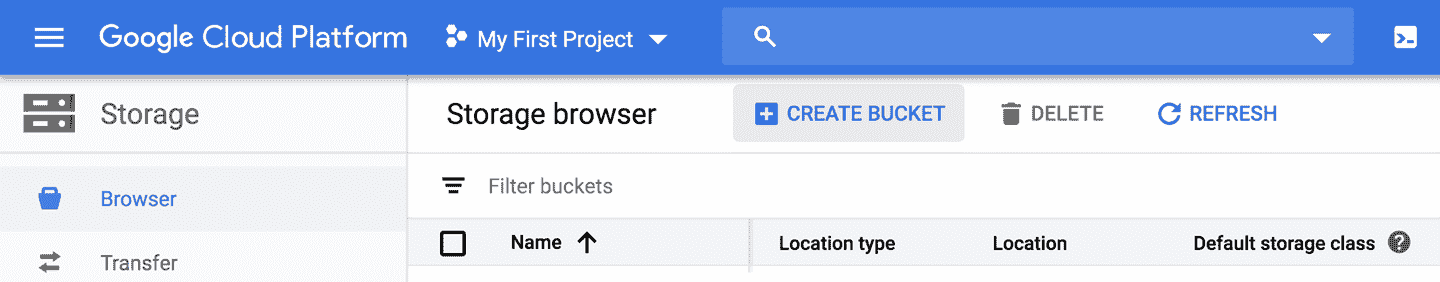 Google Cloud Platform My First Project
Storage Storage browser CREATE BUCKET DELETE REFRESH
Browser Filter buckets
Name Location type Location Default storage class
Transfer